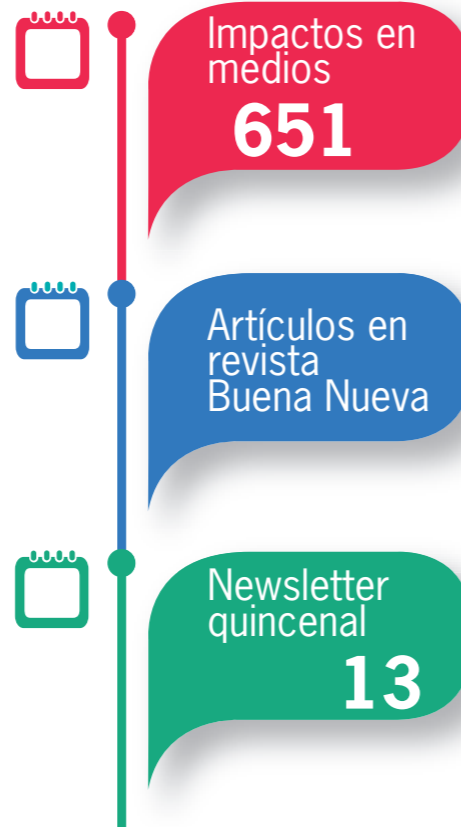 Impactos en
medios
651
Artículos en
revista
Buena Nueva
Newsletter
quincenal
13